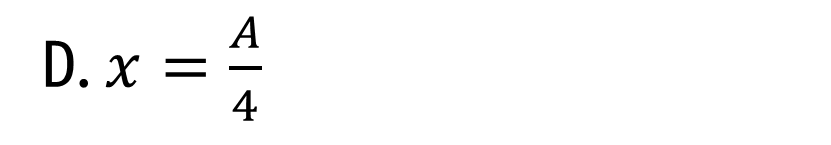 D. x = A/4